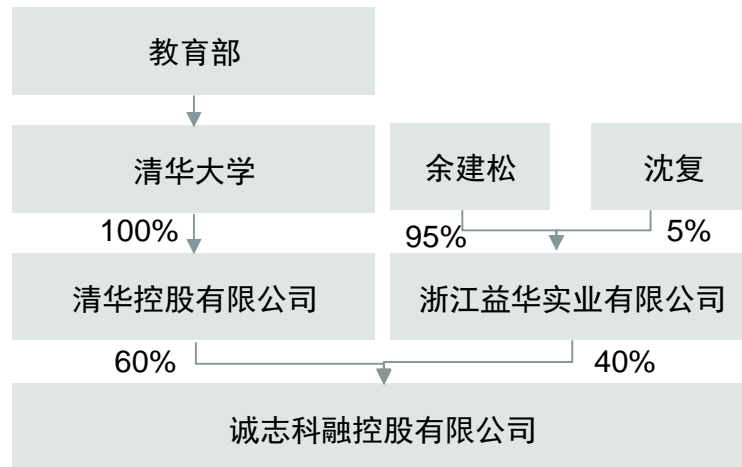 教育部
清华大学
余建松
沈复
100%
95%
5%
清华控股有限公司
浙江益华实业有限公司
60%
40%
诚志科融控股有限公司